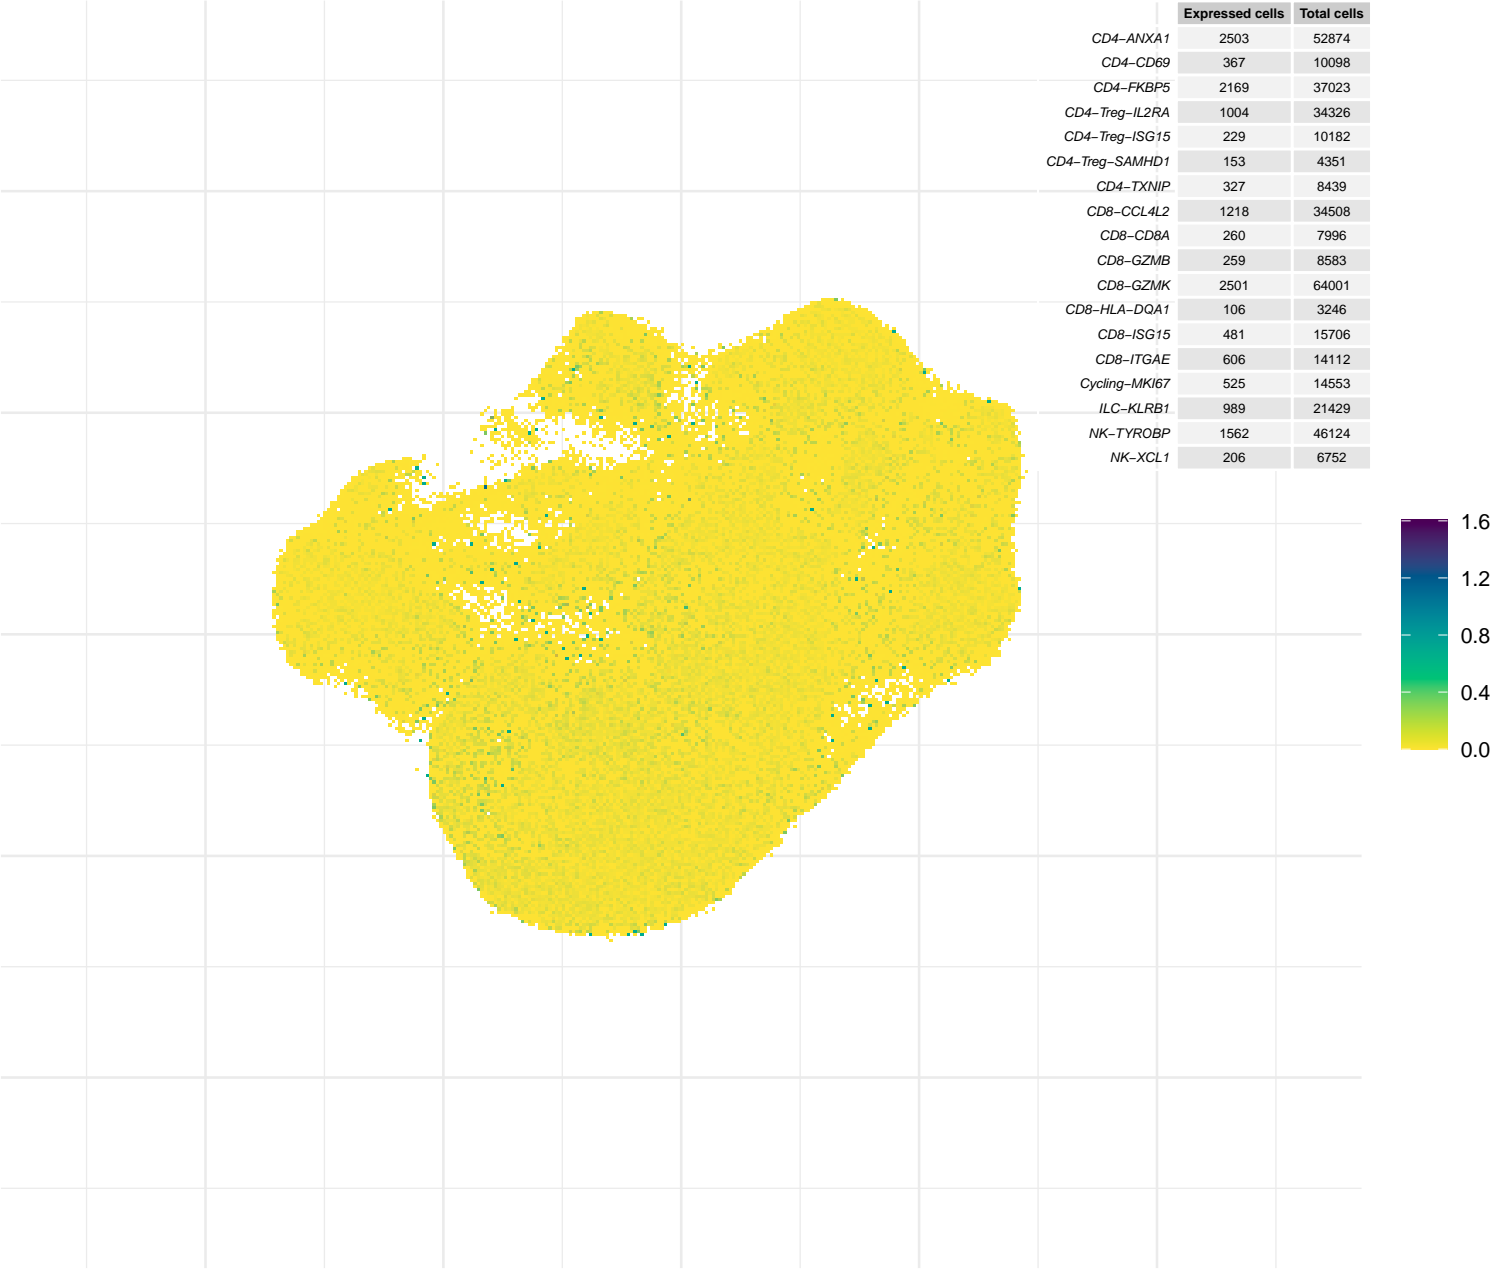 Expressed cells Total cells
CD4−ANXA1 2503 52874
CD4−CD69 367 10098
CD4−FKBP5 2169 37023
CD4−Treg−IL2RA 1004 34326
CD4−Treg−ISG15 229 10182
CD4−Treg−SAMHD1 153 4351
CD4−TXNIP 327 8439
CD8−CCL4L2 1218 34508
CD8−CD8A 260 7996
CD8−GZMB 259 8583
CD8−GZMK 2501 64001
CD8−HLA−DQA1 106 3246
CD8−ISG15 481 15706
CD8−ITGAE 606 14112
Cycling−MKI67 525 14553
ILC−KLRB1 989 21429
NK−TYROBP 1562 46124
NK−XCL1 206 6752
1.6
1.2
0.8
0.4
0.0